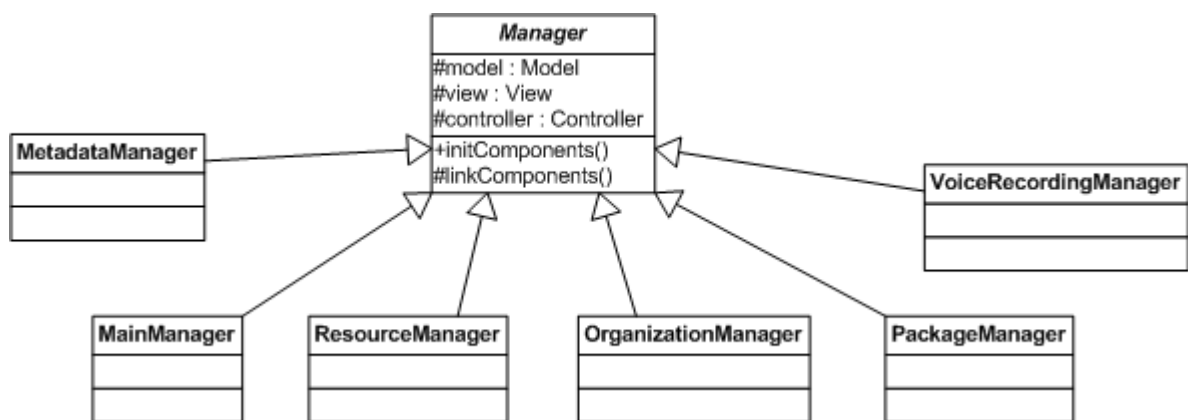 Manager
#model : Model
#view : View
#controller : Controller
+initComponents()
#linkComponents()
MetadataManager
VoiceRecordingManager
MainManager
ResourceManager
OrganizationManager
PackageManager